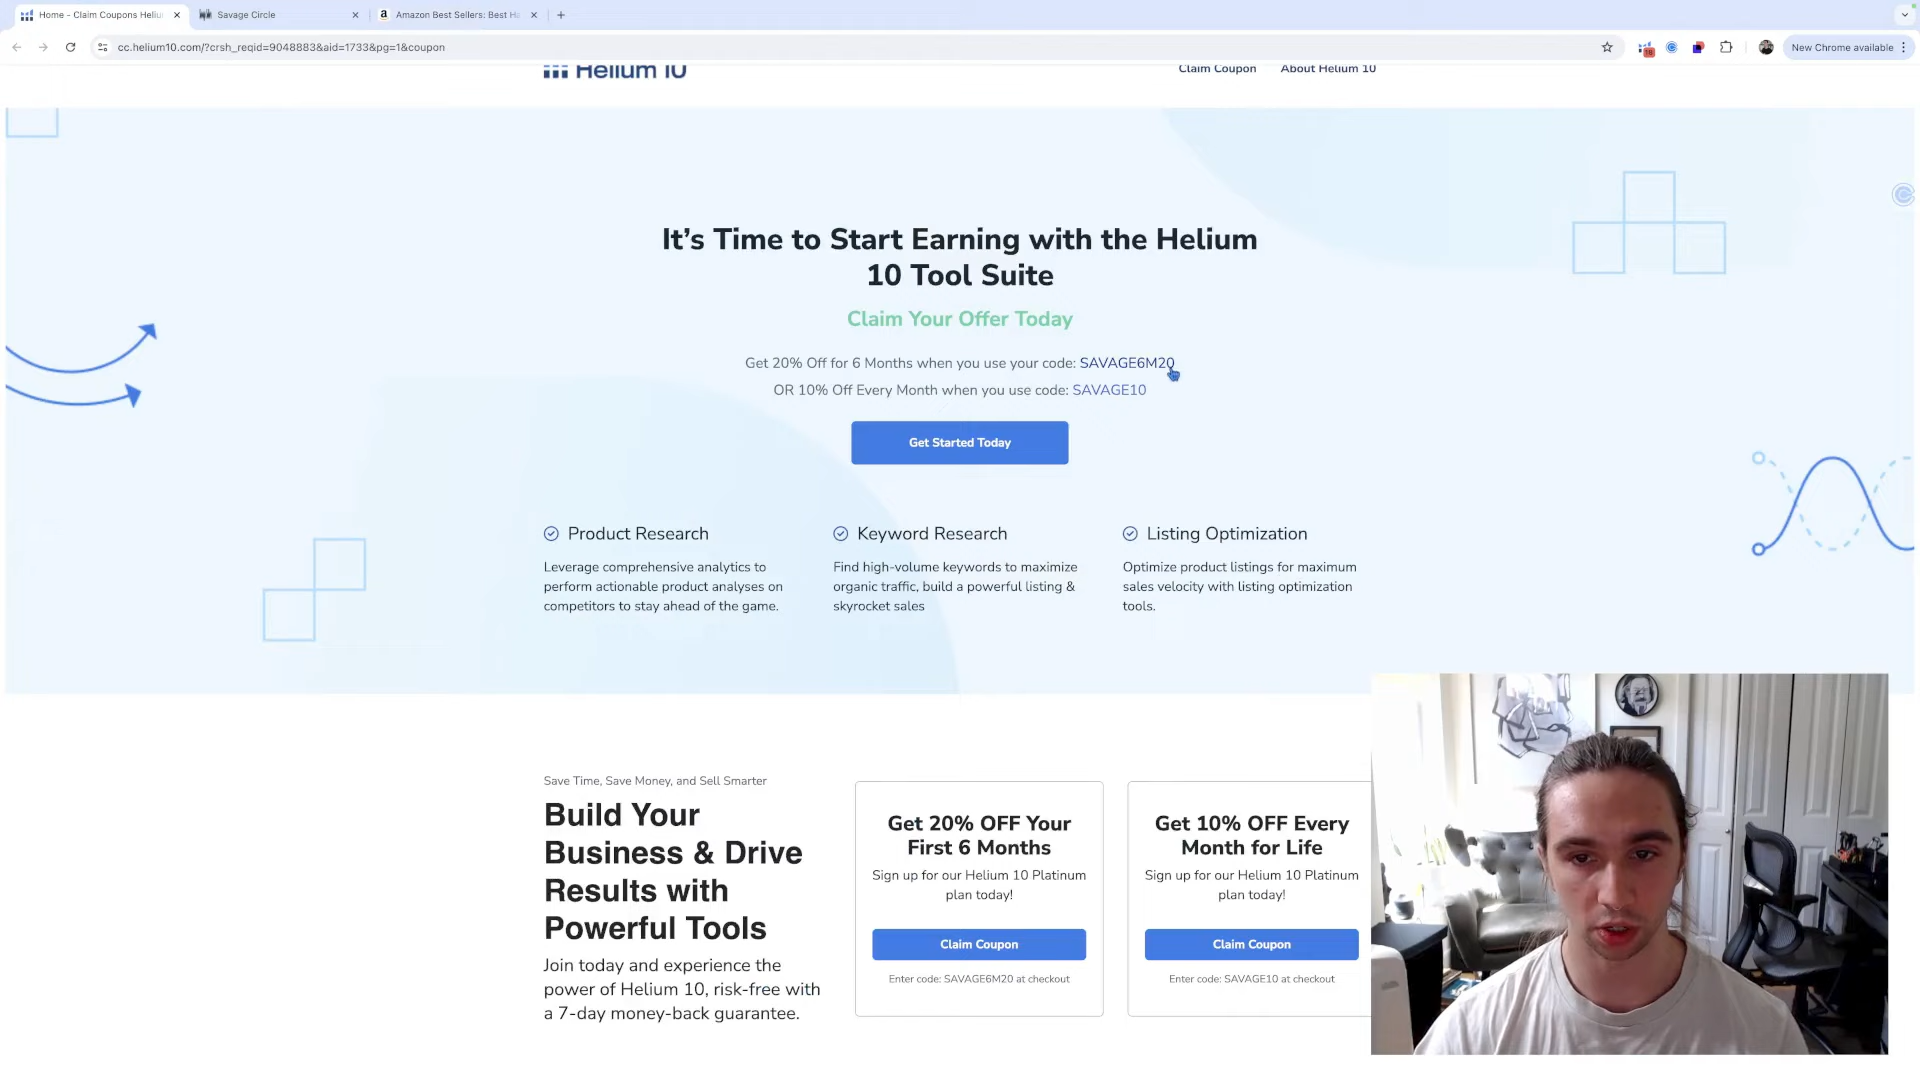 Home - Claim Coupons Heliu
Savage Circle
Amazon Best Sellers: Best Ha
cc.helium10.com/?crsh_reqid=9048883&aid=1733&pg=1&coupon
18
New Chrome available
Helium 10
Claim Coupon
About Helium 10
It’s Time to Start Earning with the Helium
10 Tool Suite
Claim Your Offer Today
Get 20% Off for 6 Months when you use your code: SAVAGE6M20
OR 10% Off Every Month when you use code: SAVAGE10
Get Started Today
Product Research
Leverage comprehensive analytics to
perform actionable product analyses on
competitors to stay ahead of the game.
Keyword Research
Find high-volume keywords to maximize
organic traffic, build a powerful listing &
skyrocket sales
Listing Optimization
Optimize product listings for maximum
sales velocity with listing optimization
tools.
Save Time, Save Money, and Sell Smarter
Build Your
Business & Drive
Results with
Powerful Tools
Join today and experience the
power of Helium 10, risk-free with
a 7-day money-back guarantee.
Get 20% OFF Your
First 6 Months
Sign up for our Helium 10 Platinum
plan today!
Claim Coupon
Enter code: SAVAGE6M20 at checkout
Get 10% OFF Every
Month for Life
Sign up for our Helium 10 Platinum
plan today!
Claim Coupon
Enter code: SAVAGE10 at checkout